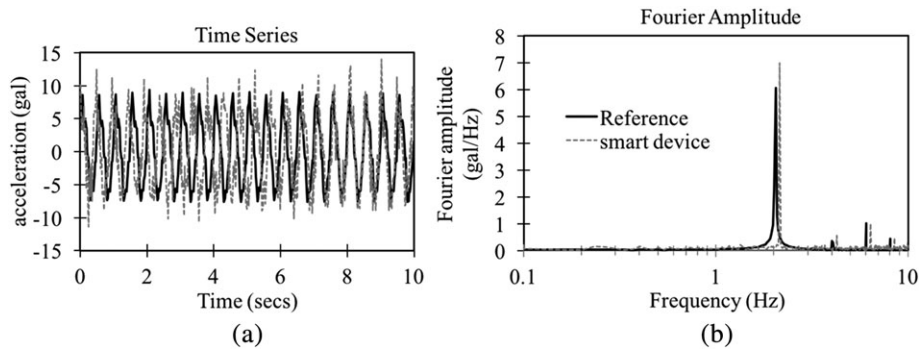 Time Series
acceleration (gal)
15
10
5
0
-5
-10
-15
0 2 4 6 8 10
Time (secs)
(a)
Fourier Amplitude
Fourier amplitude
(gal/Hz)
8
7
6
5
4
3
2
1
0
Reference
smart device
0.1 1 10
Frequency (Hz)
(b)